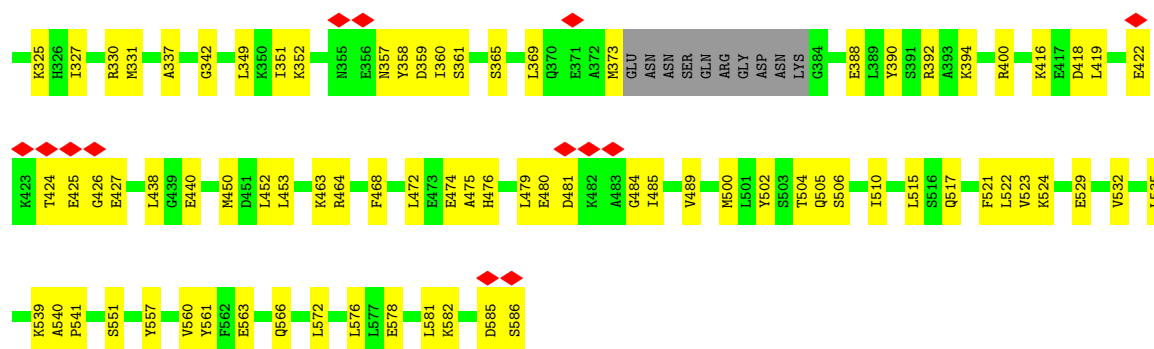 K325 H326 I327 R330 M331 A337 G342 L349 K350 I351 K352 N355 E356 N357 Y358 D359 I360 S361 S365 L369 Q370 E371 A372 M373 GLU ASN ASN SER GLN ARG GLY ASP ASN LYS G384 E388 L389 Y390 S391 R392 A393 K394 R400 K416 E417 D418 L419 E422
K423 T424 E425 G426 E427 L438 G439 E440 M450 D451 L452 L453 K463 R464 F468 L472 E473 E474 A475 H476 L479 E480 D481 K482 A483 G484 I485 V489 M500 L501 Y502 S503 T504 Q505 S506 I510 L515 S516 Q517 F521 L522 V523 K524 E529 V532
K539 A540 P541 S551 Y557 V560 Y561 F562 E563 Q566 L572 L576 L577 E578 L581 K582 D585 S586